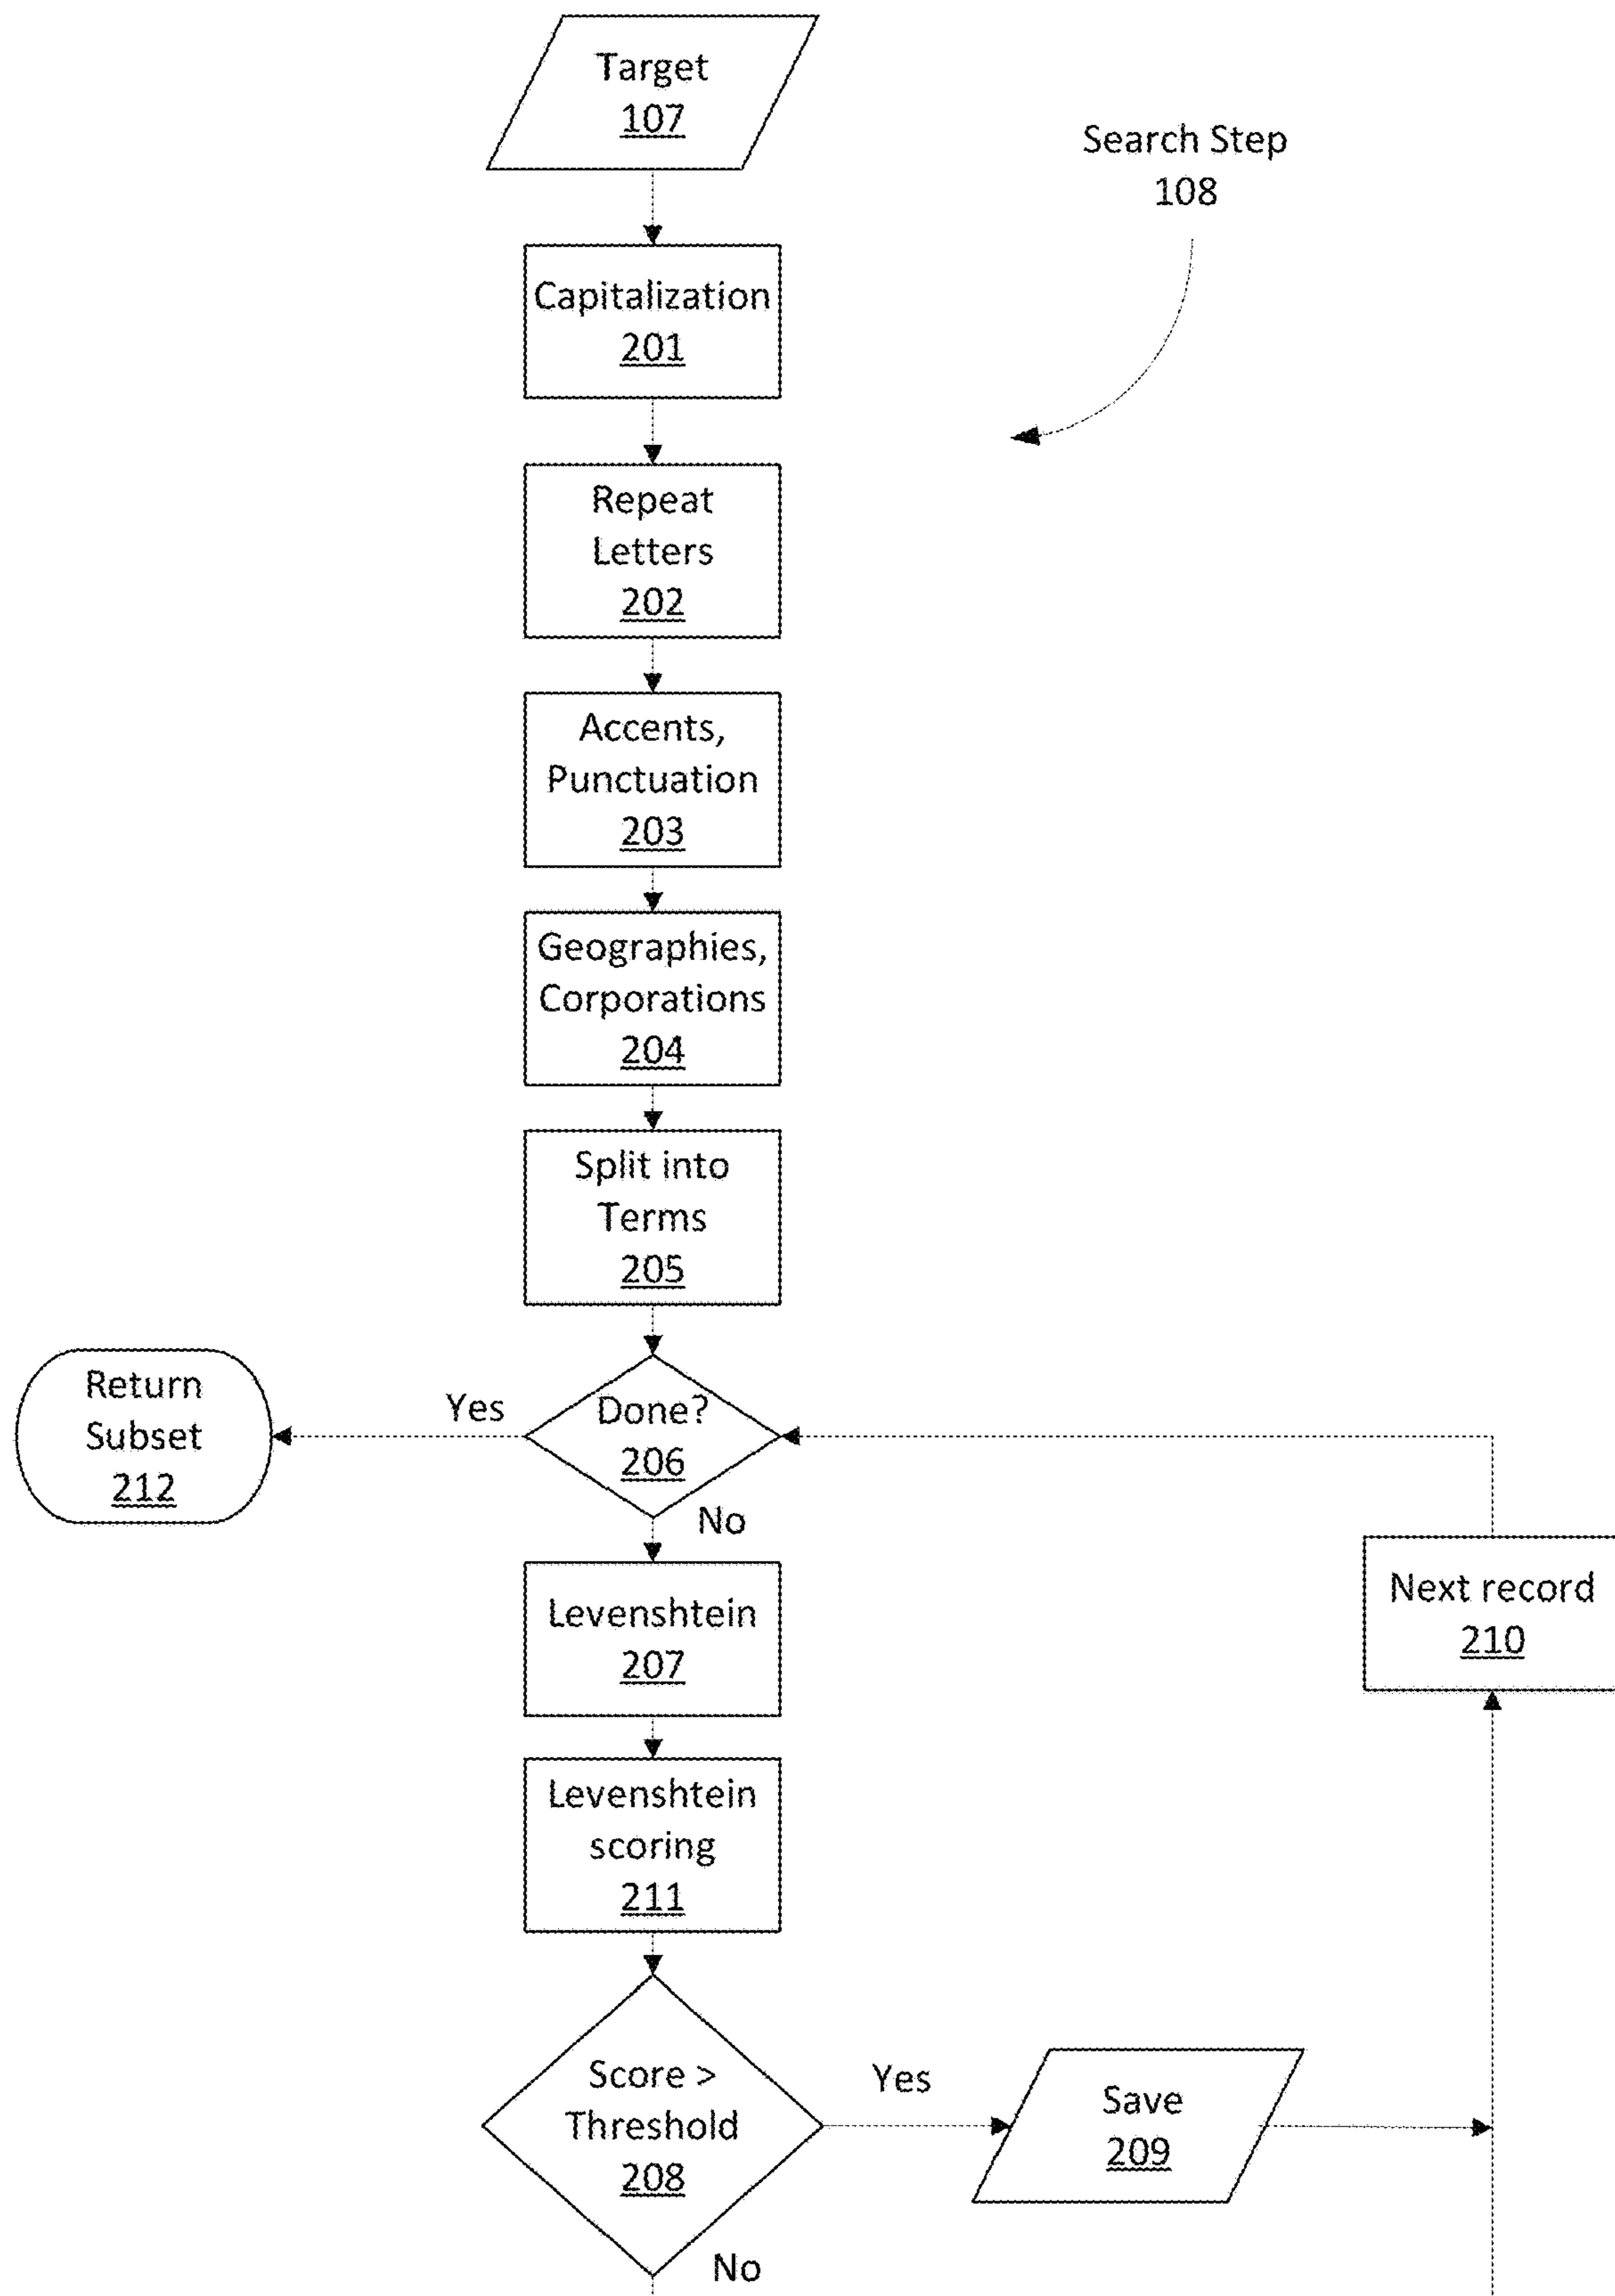 Target
107
Search Step
108
Capitalization
201
Repeat
Letters
202
Accents,
Punctuation
203
Geographies,
Corporations
204
Split into
Terms
205
Return
Subset
212
Yes
Done?
206
No
Levenshtein
207
Next record
210
Levenshtein
scoring
211
Score >
Threshold
208
Yes
Save
209
No